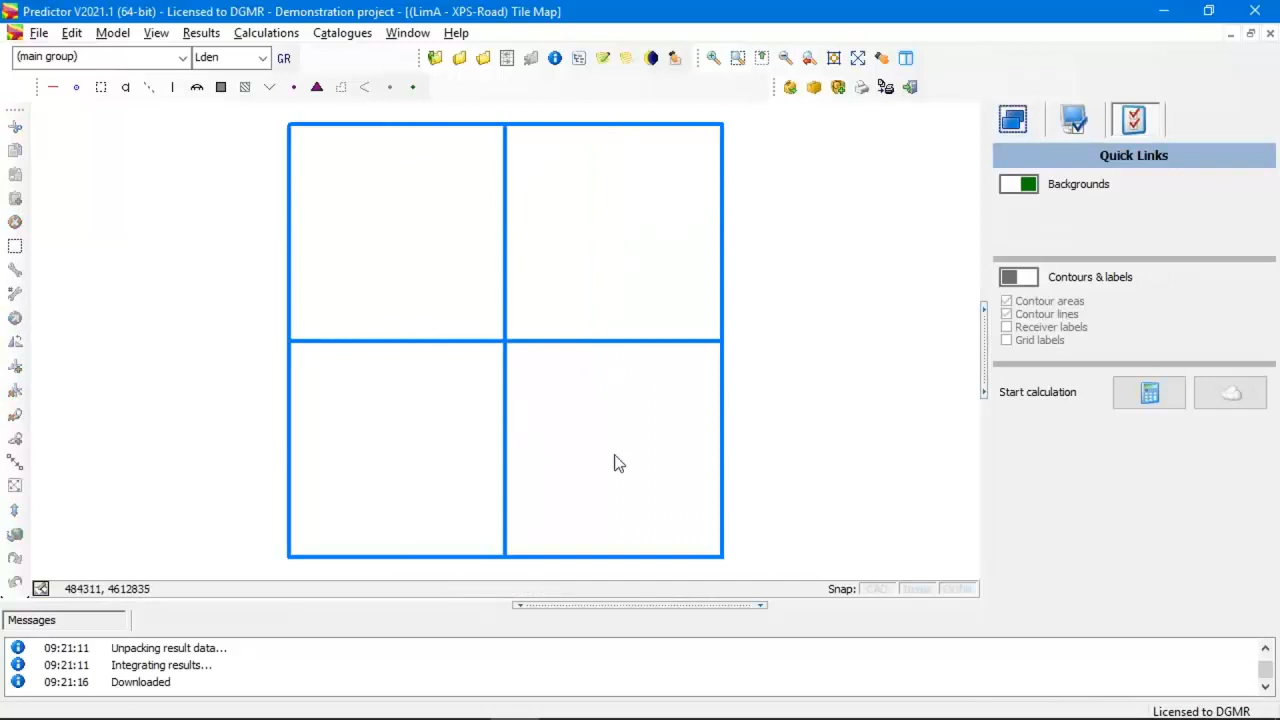 Predictor V2021.1 (64-bit) - Licensed to DGMR - Demonstration project - [(LimA - XPS-Road) Tile Map]
File Edit Model View Results Calculations Catalogues Window Help
(main group) Lden GR
Quick Links
Backgrounds
Contours & labels
Contour areas
Contour lines
Receiver labels
Grid labels
Start calculation
484311, 4612835 Snap: CAD
Messages
09:21:11 Unpacking result data...
09:21:11 Integrating results...
09:21:16 Downloaded
Licensed to DGMR